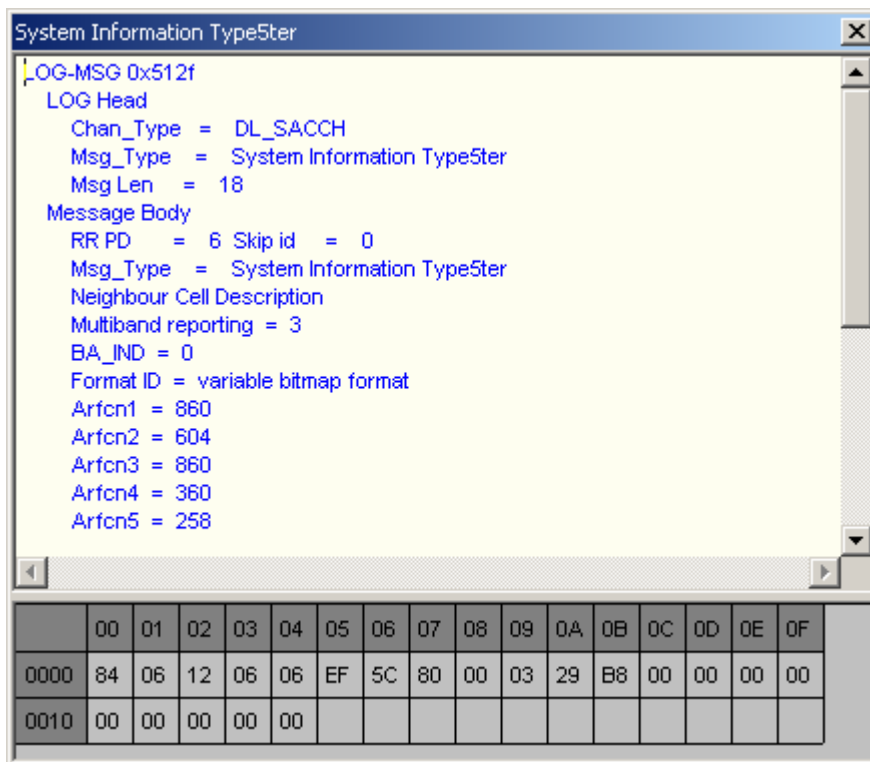 System Information Type5ter
LOG-MSG 0x512f
LOG Head
Chan_Type = DL_SACCH
Msg_Type = System Information Type5ter
Msg Len = 18
Message Body
RR PD = 6 Skip id = 0
Msg_Type = System Information Type5ter
Neighbour Cell Description
Multiband reporting = 3
BA_IND = 0
Format ID = variable bitmap format
Arfcn1 = 860
Arfcn2 = 604
Arfcn3 = 860
Arfcn4 = 360
Arfcn5 = 258
00 01 02 03 04 05 06 07 08 09 0A 0B 0C 0D 0E 0F
0000 84 06 12 06 06 EF 5C 80 00 03 29 B8 00 00 00 00
0010 00 00 00 00 00